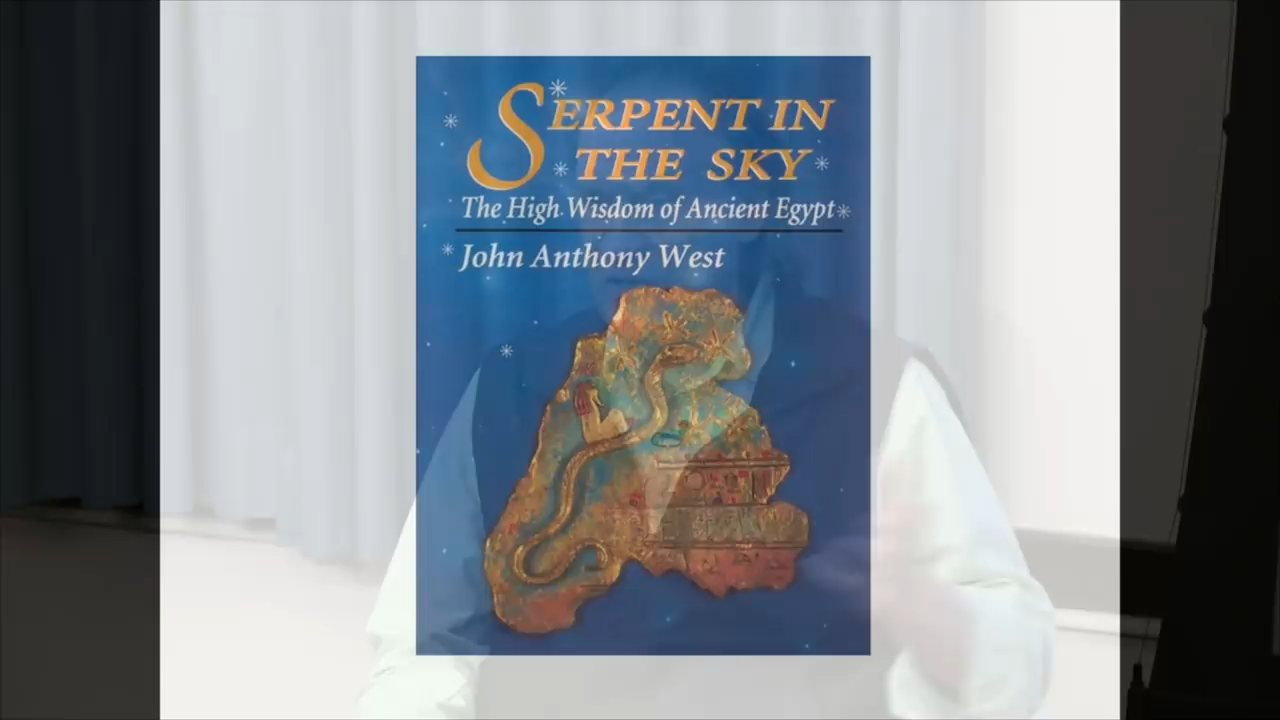 SERPENT IN
THE SKY
The High Wisdom of Ancient Egypt
John Anthony West